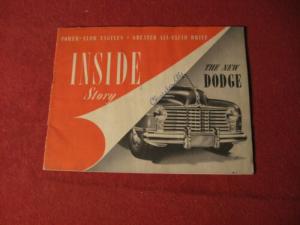 POWER-FLOW ENGINES • GREATER ALL-FLUID DRIVE
INSIDE
Story
THE NEW
DODGE